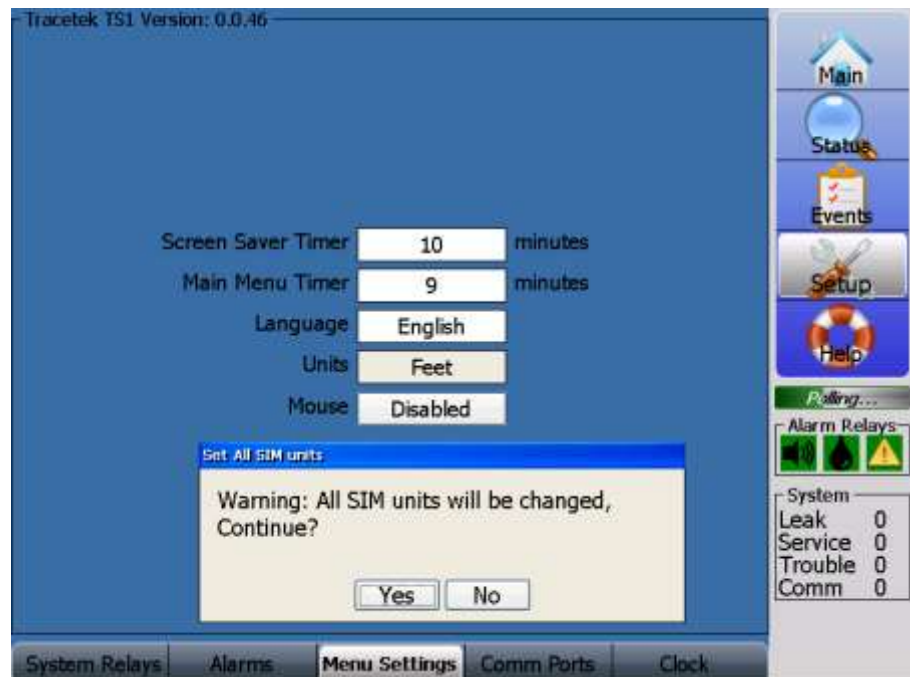 Tracetek TS1 Version: 0.0.46
Screen Saver Timer 10 minutes
Main Menu Timer 9 minutes
Language English
Units Feet
Mouse Disabled
Set All SIM units
Warning: All SIM units will be changed,
Continue?
Yes No
System Relays Alarms Menu Settings Comm Ports Clock
Main
Status
Events
Setup
Help
Polling...
Alarm Relays
System
Leak 0
Service 0
Trouble 0
Comm 0